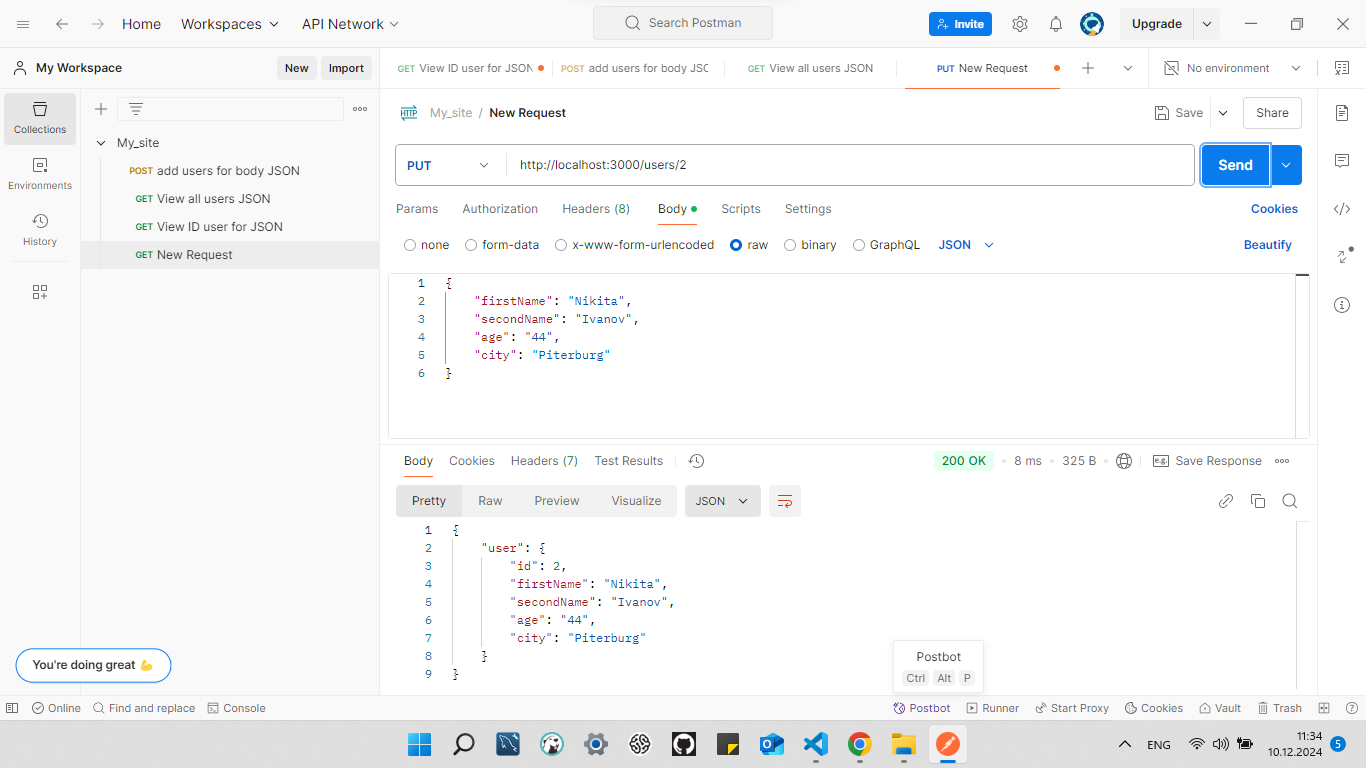 Home Workspaces API Network Search Postman Invite Upgrade
My Workspace New Import GET View ID user for JSON POST add users for body JSC GET View all users JSON PUT New Request No environment
Collections
Environments
History
My_site
POST add users for body JSON
GET View all users JSON
GET View ID user for JSON
GET New Request
HTTP My_site / New Request Save Share
PUT http://localhost:3000/users/2 Send
Params Authorization Headers (8) Body Scripts Settings Cookies
none form-data x-www-form-urlencoded raw binary GraphQL JSON Beautify
1 {
2 "firstName": "Nikita",
3 "secondName": "Ivanov",
4 "age": "44",
5 "city": "Piterburg"
6 }
Body Cookies Headers (7) Test Results 200 OK 8 ms 325 B e.g. Save Response
Pretty Raw Preview Visualize JSON
1 {
2 "user": {
3 "id": 2,
4 "firstName": "Nikita",
5 "secondName": "Ivanov",
6 "age": "44",
7 "city": "Piterburg"
8 }
9 }
Postbot
Ctrl Alt P
You're doing great 💪
Online Find and replace Console Postbot Runner Start Proxy Cookies Vault Trash
ENG 11:34
10.12.2024 5